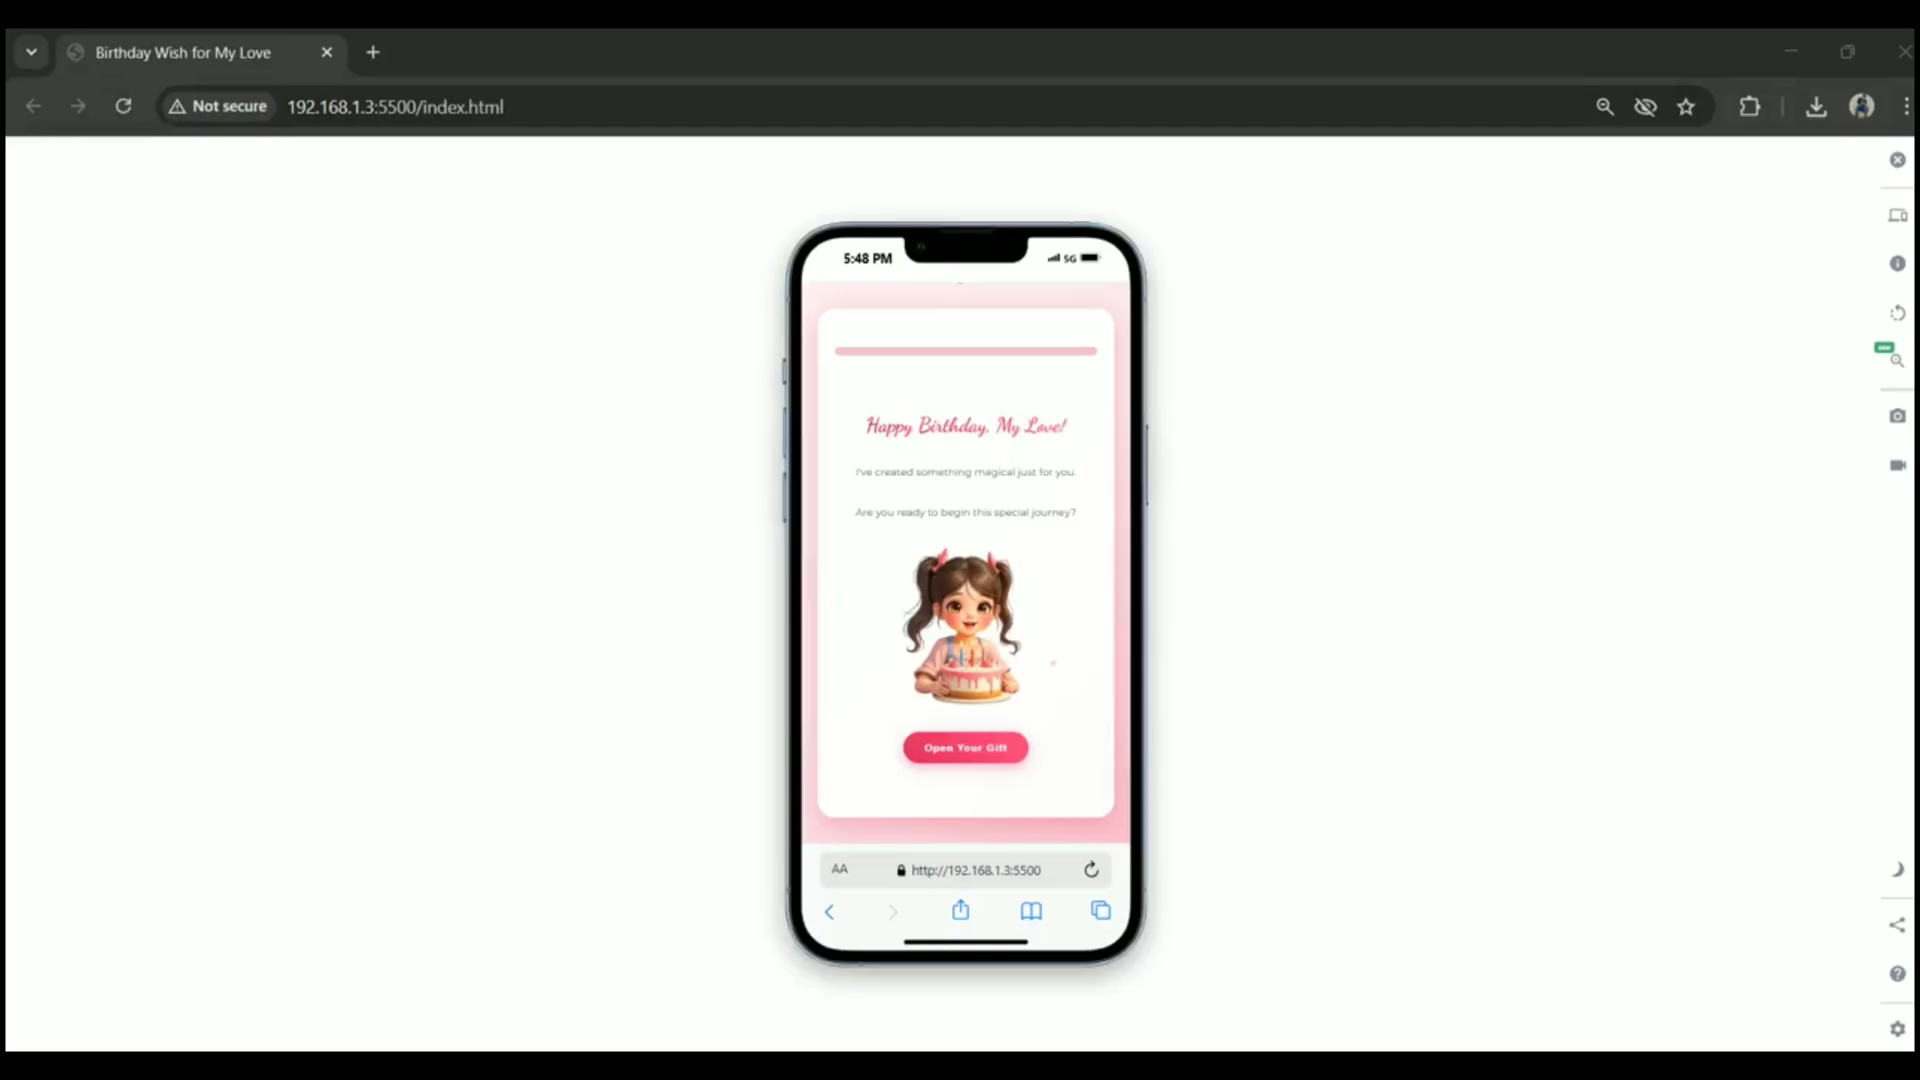 Birthday Wish for My Love
Not secure
192.168.1.3:5500/index.html
5:48 PM
5G
Happy Birthday, My Love!
I've created something magical just for you.
Are you ready to begin this special journey?
Open Your Gift
AA
http://192.168.1.3:5500